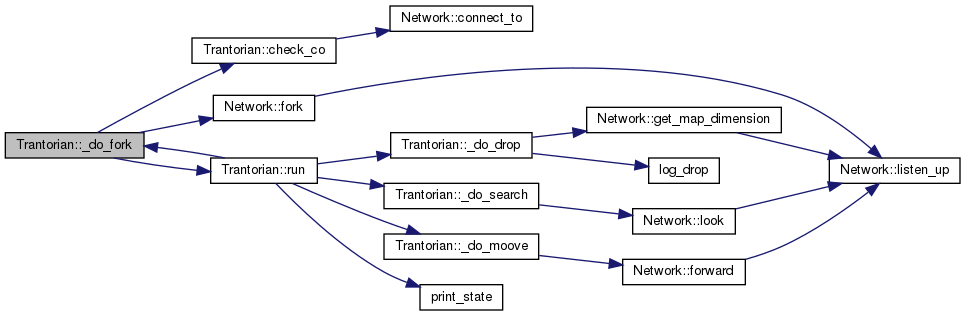 Network::connect_to
Trantorian::check_co
Network::fork
Network::get_map_dimension
Trantorian::_do_fork
Trantorian::_do_drop
Trantorian::run
log_drop
Network::listen_up
Trantorian::_do_search
Network::look
Trantorian::_do_moove
Network::forward
print_state